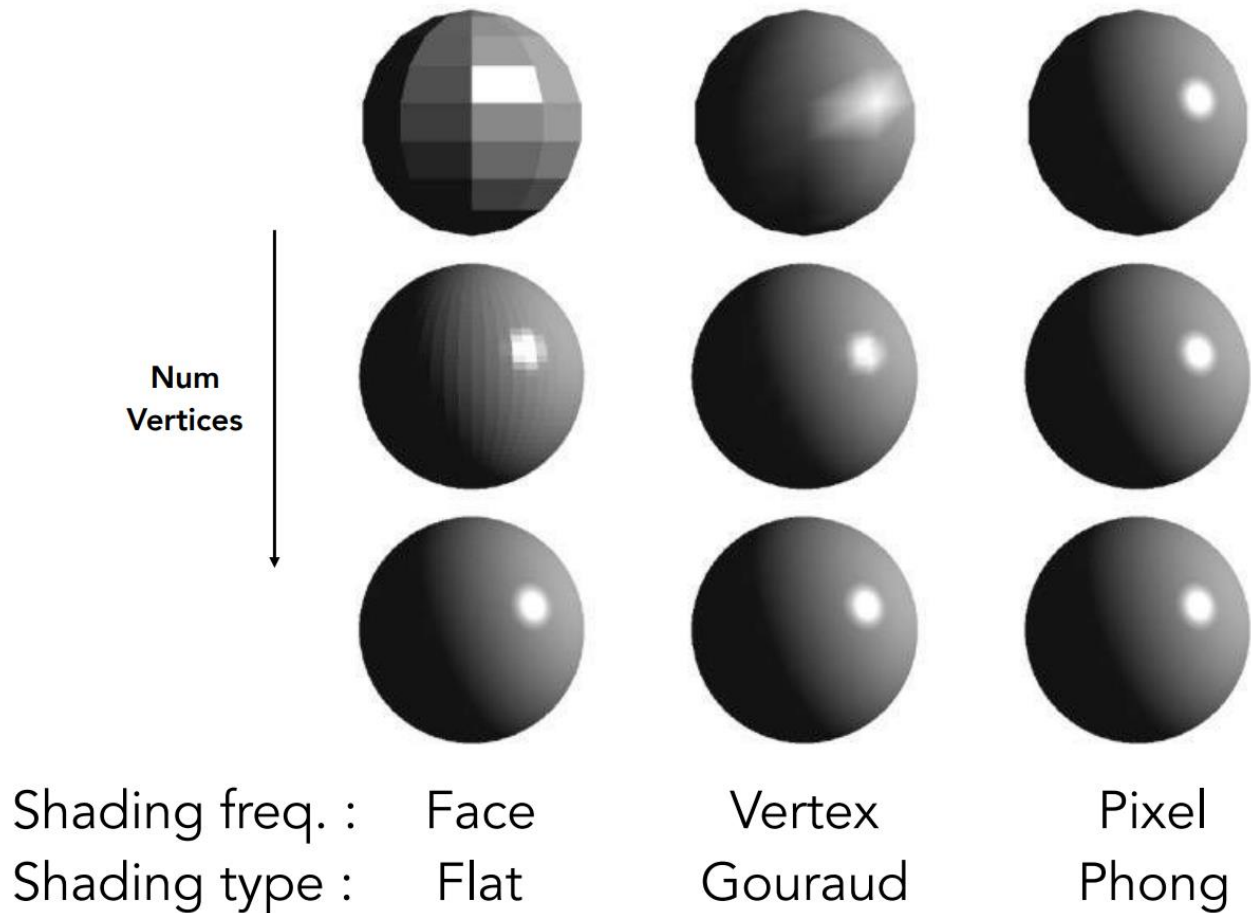 Num
Vertices
Shading freq. : Face Vertex Pixel
Shading type : Flat Gouraud Phong